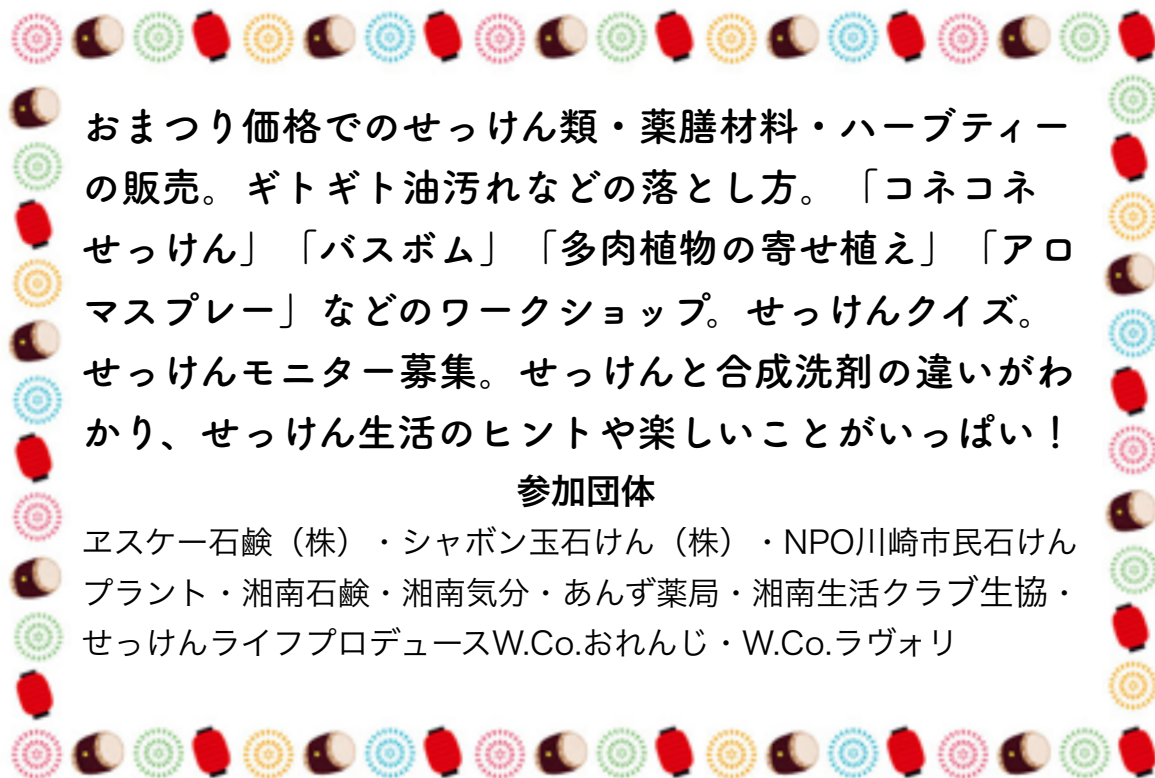 おまつり価格でのせっけん類・薬膳材料・ハーブティー
の販売。ギトギト油汚れなどの落とし方。「コネコネ
せっけん」「バスボム」「多肉植物の寄せ植え」「アロ
マスプレー」などのワークショップ。せっけんクイズ。
せっけんモニター募集。せっけんと合成洗剤の違いがわ
かり、せっけん生活のヒントや楽しいことがいっぱい！
参加団体
ヱスケー石鹸（株）・シャボン玉石けん（株）・NPO川崎市民石けん
プラント・湘南石鹸・湘南気分・あんず薬局・湘南生活クラブ生協・
せっけんライフプロデュースW.Co.おれんじ・W.Co.ラヴォリ